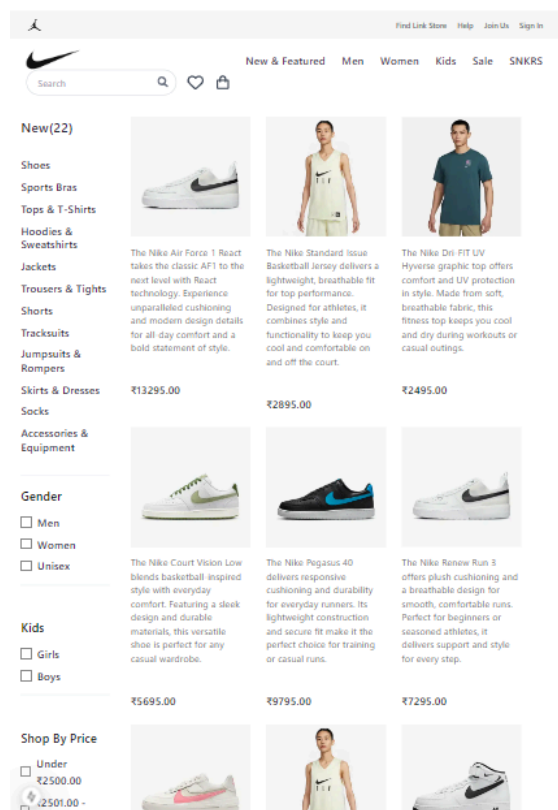 Find Link Store Help Join Us Sign In
New & Featured Men Women Kids Sale SNKRS
Search
New(22)
Shoes
Sports Bras
Tops & T-Shirts
Hoodies &
Sweatshirts
Jackets
Trousers & Tights
Shorts
Tracksuits
Jumpsuits &
Rompers
Skirts & Dresses
Socks
Accessories &
Equipment
Gender
Men
Women
Unisex
Kids
Girls
Boys
Shop By Price
Under
₹2500.00
₹2501.00 -
The Nike Air Force 1 React
takes the classic AF1 to the
next level with React
technology. Experience
unparalleled cushioning
and modern design details
for all-day comfort and a
bold statement of style.
₹13295.00
The Nike Standard Issue
Basketball Jersey delivers a
lightweight, breathable fit
for top performance.
Designed for athletes, it
combines style and
functionality to keep you
cool and comfortable on
and off the court.
₹2895.00
The Nike Dri-FIT UV
Hyverse graphic top offers
comfort and UV protection
in style. Made from soft,
breathable fabric, this
fitness top keeps you cool
and dry during workouts or
casual outings.
₹2495.00
The Nike Court Vision Low
blends basketball-inspired
style with everyday
comfort. Featuring a sleek
design and durable
materials, this versatile
shoe is perfect for any
casual wardrobe.
₹5695.00
The Nike Pegasus 40
delivers responsive
cushioning and durability
for everyday runners. Its
lightweight construction
and secure fit make it the
perfect choice for training
or casual runs.
₹9795.00
The Nike Renew Run 3
offers plush cushioning and
a breathable design for
smooth, comfortable runs.
Perfect for beginners or
seasoned athletes, it
delivers support and style
for every step.
₹7295.00